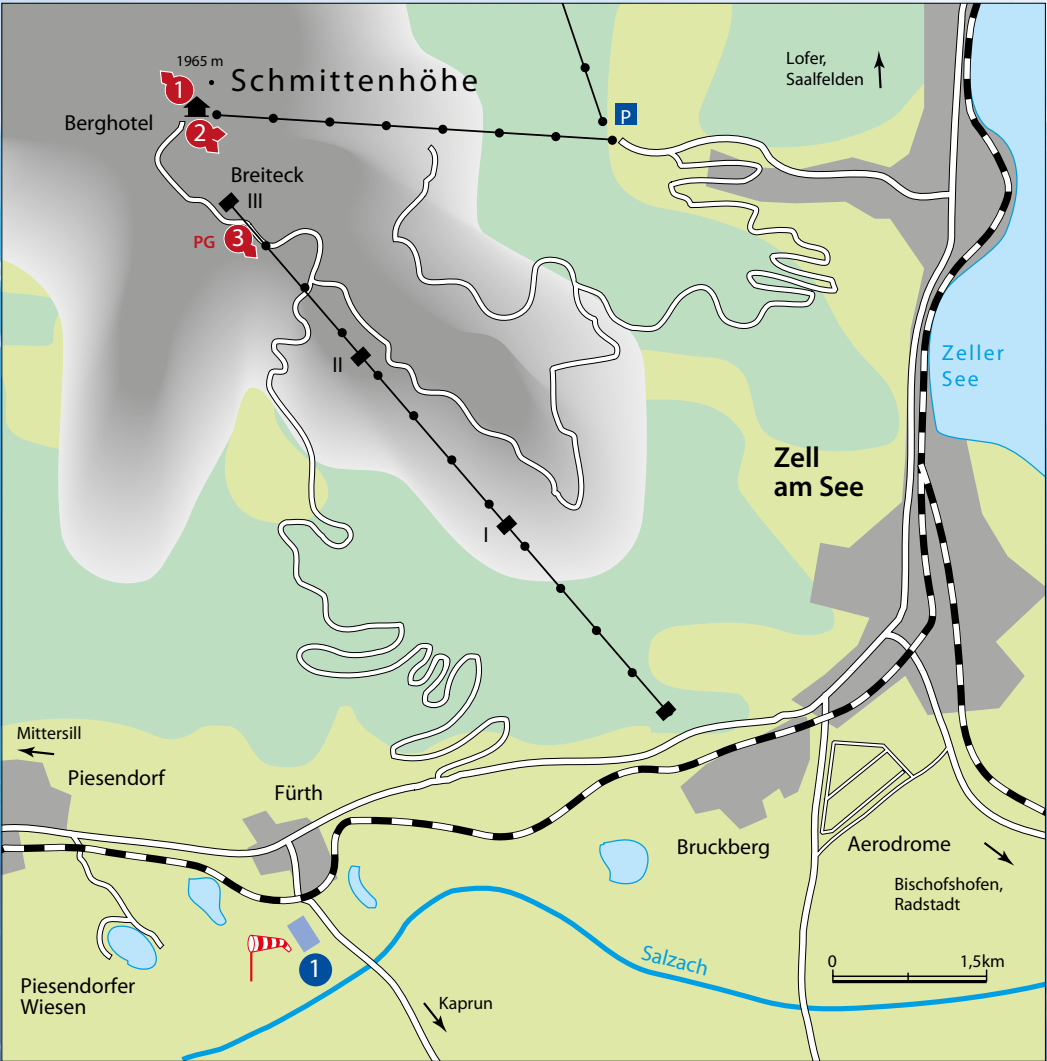 1965 m
Schmittenhöhe
1
Berghotel
2
Breiteck
III
PG
3
P
Lofer,
Saalfelden
Zeller
See
II
Zell
am See
I
Mittersill
Piesendorf
Fürth
Bruckberg
Aerodrome
Bischofshofen,
Radstadt
Salzach
0
1,5km
1
Piesendorfer
Wiesen
Kaprun